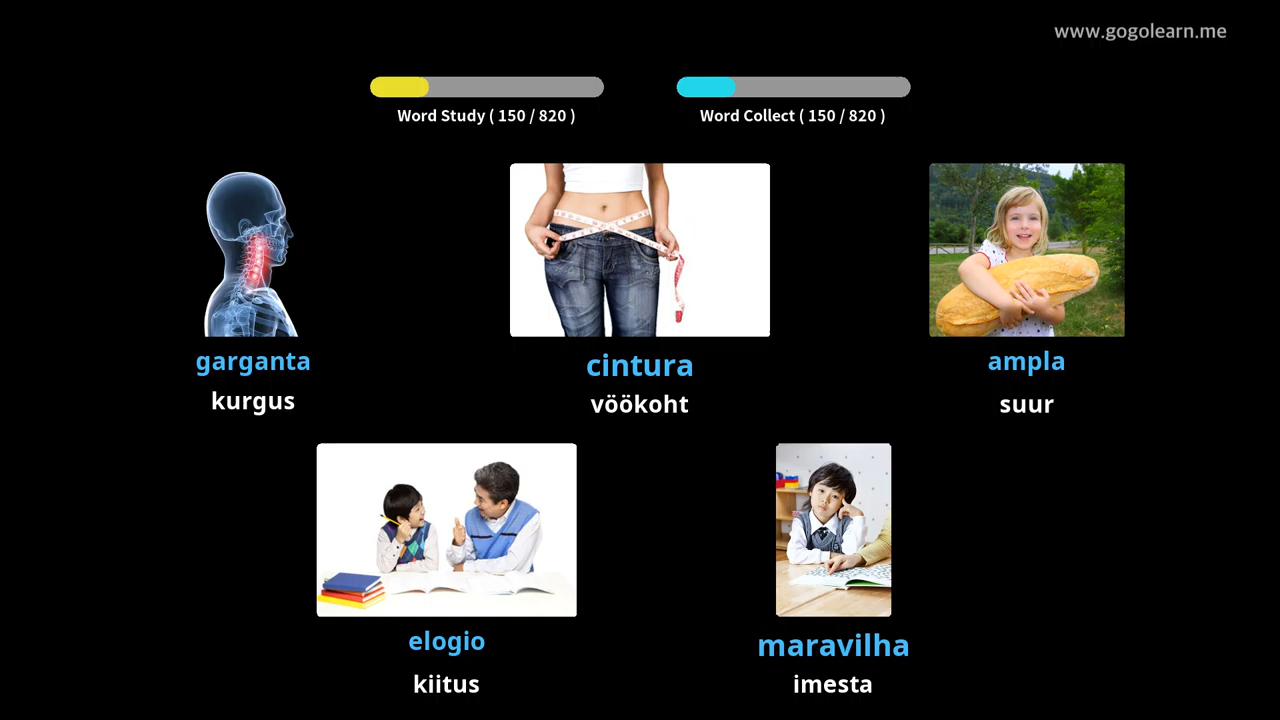 www.gogolearn.me
Word Study ( 150 / 820 )
Word Collect ( 150 / 820 )
garganta
kurgus
cintura
vöökoht
ampla
suur
elogio
kiitus
maravilha
imesta